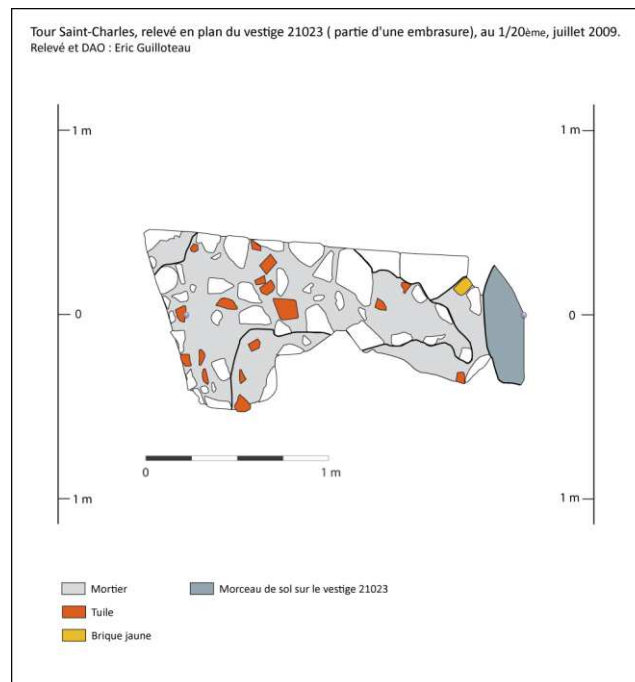 Tour Saint-Charles, relevé en plan du vestige 21023 ( partie d'une embrasure), au 1/20ème, juillet 2009.
Relevé et DAO : Eric Guilloteau
1 m
1 m
0
0
0
1 m
1 m
1 m
Mortier
Morceau de sol sur le vestige 21023
Tuile
Brique jaune